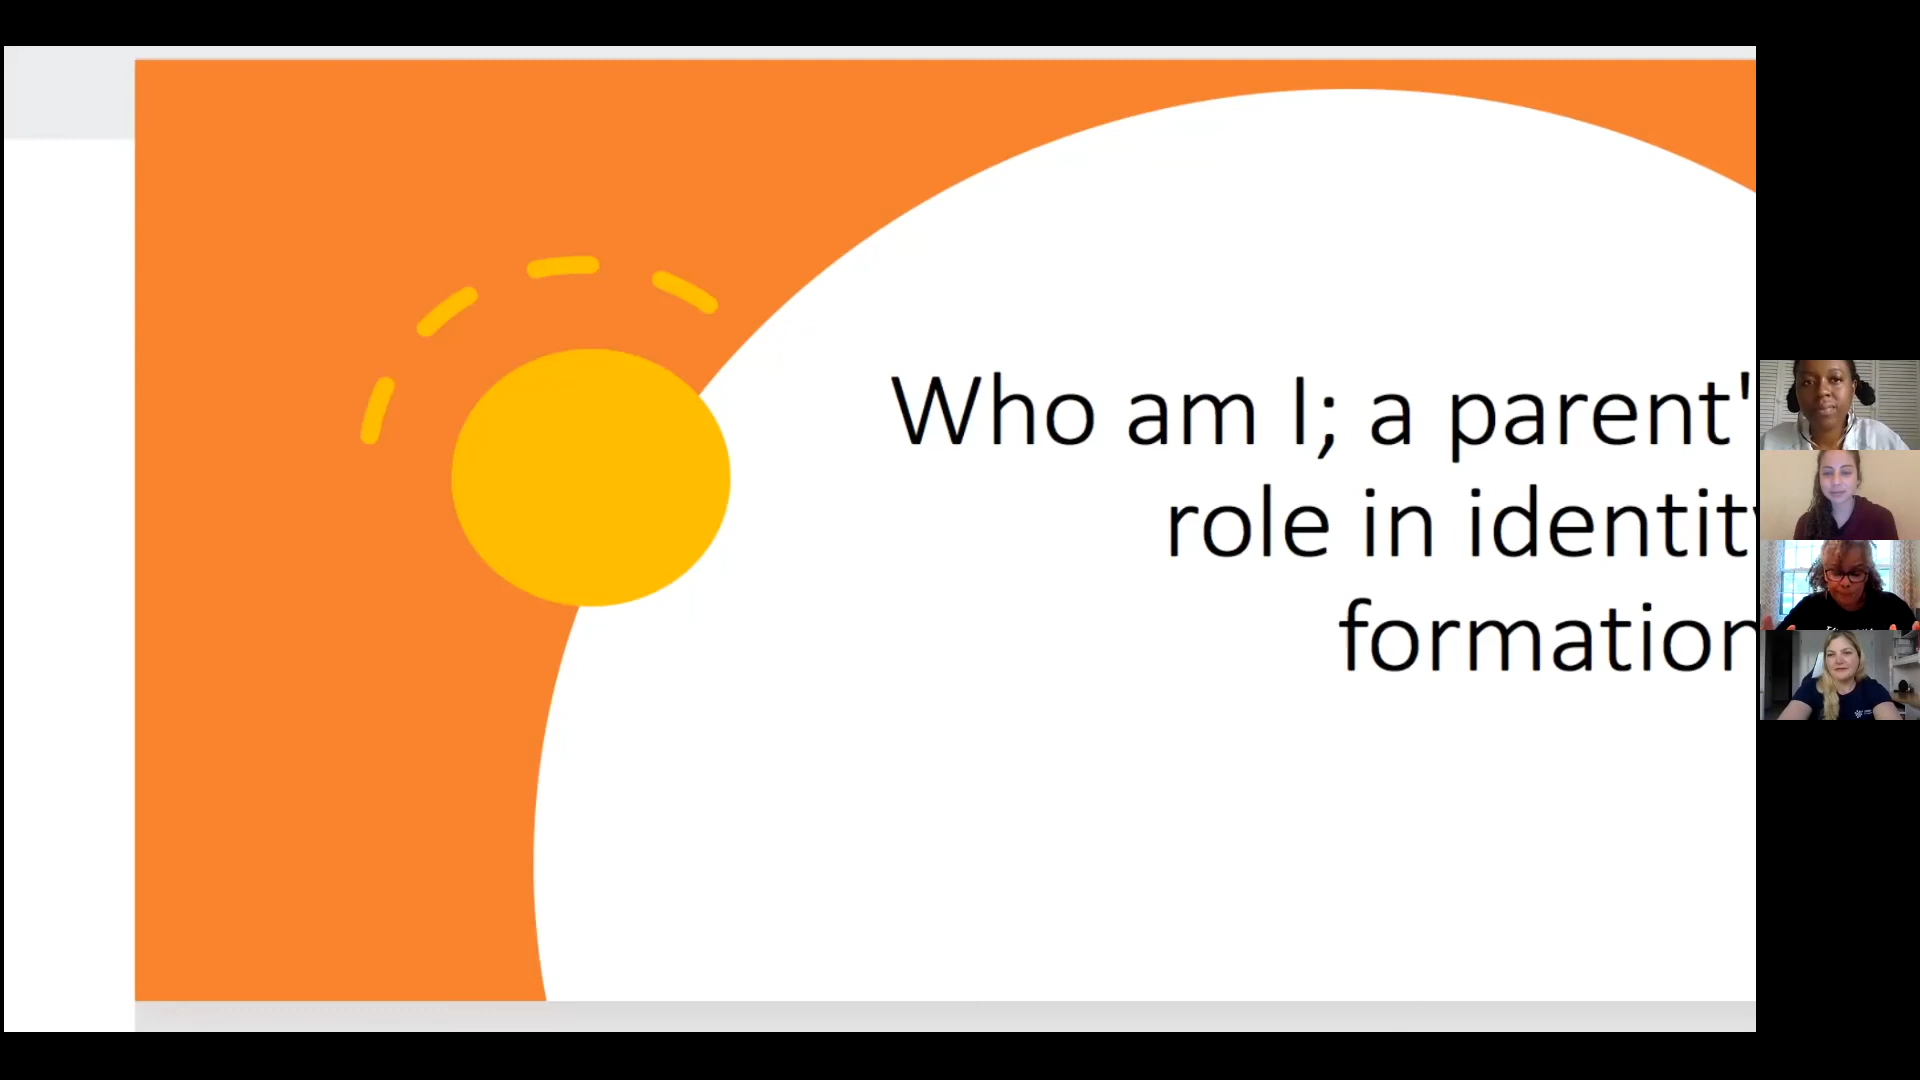 Who am I; a parent'
role in identit
formation